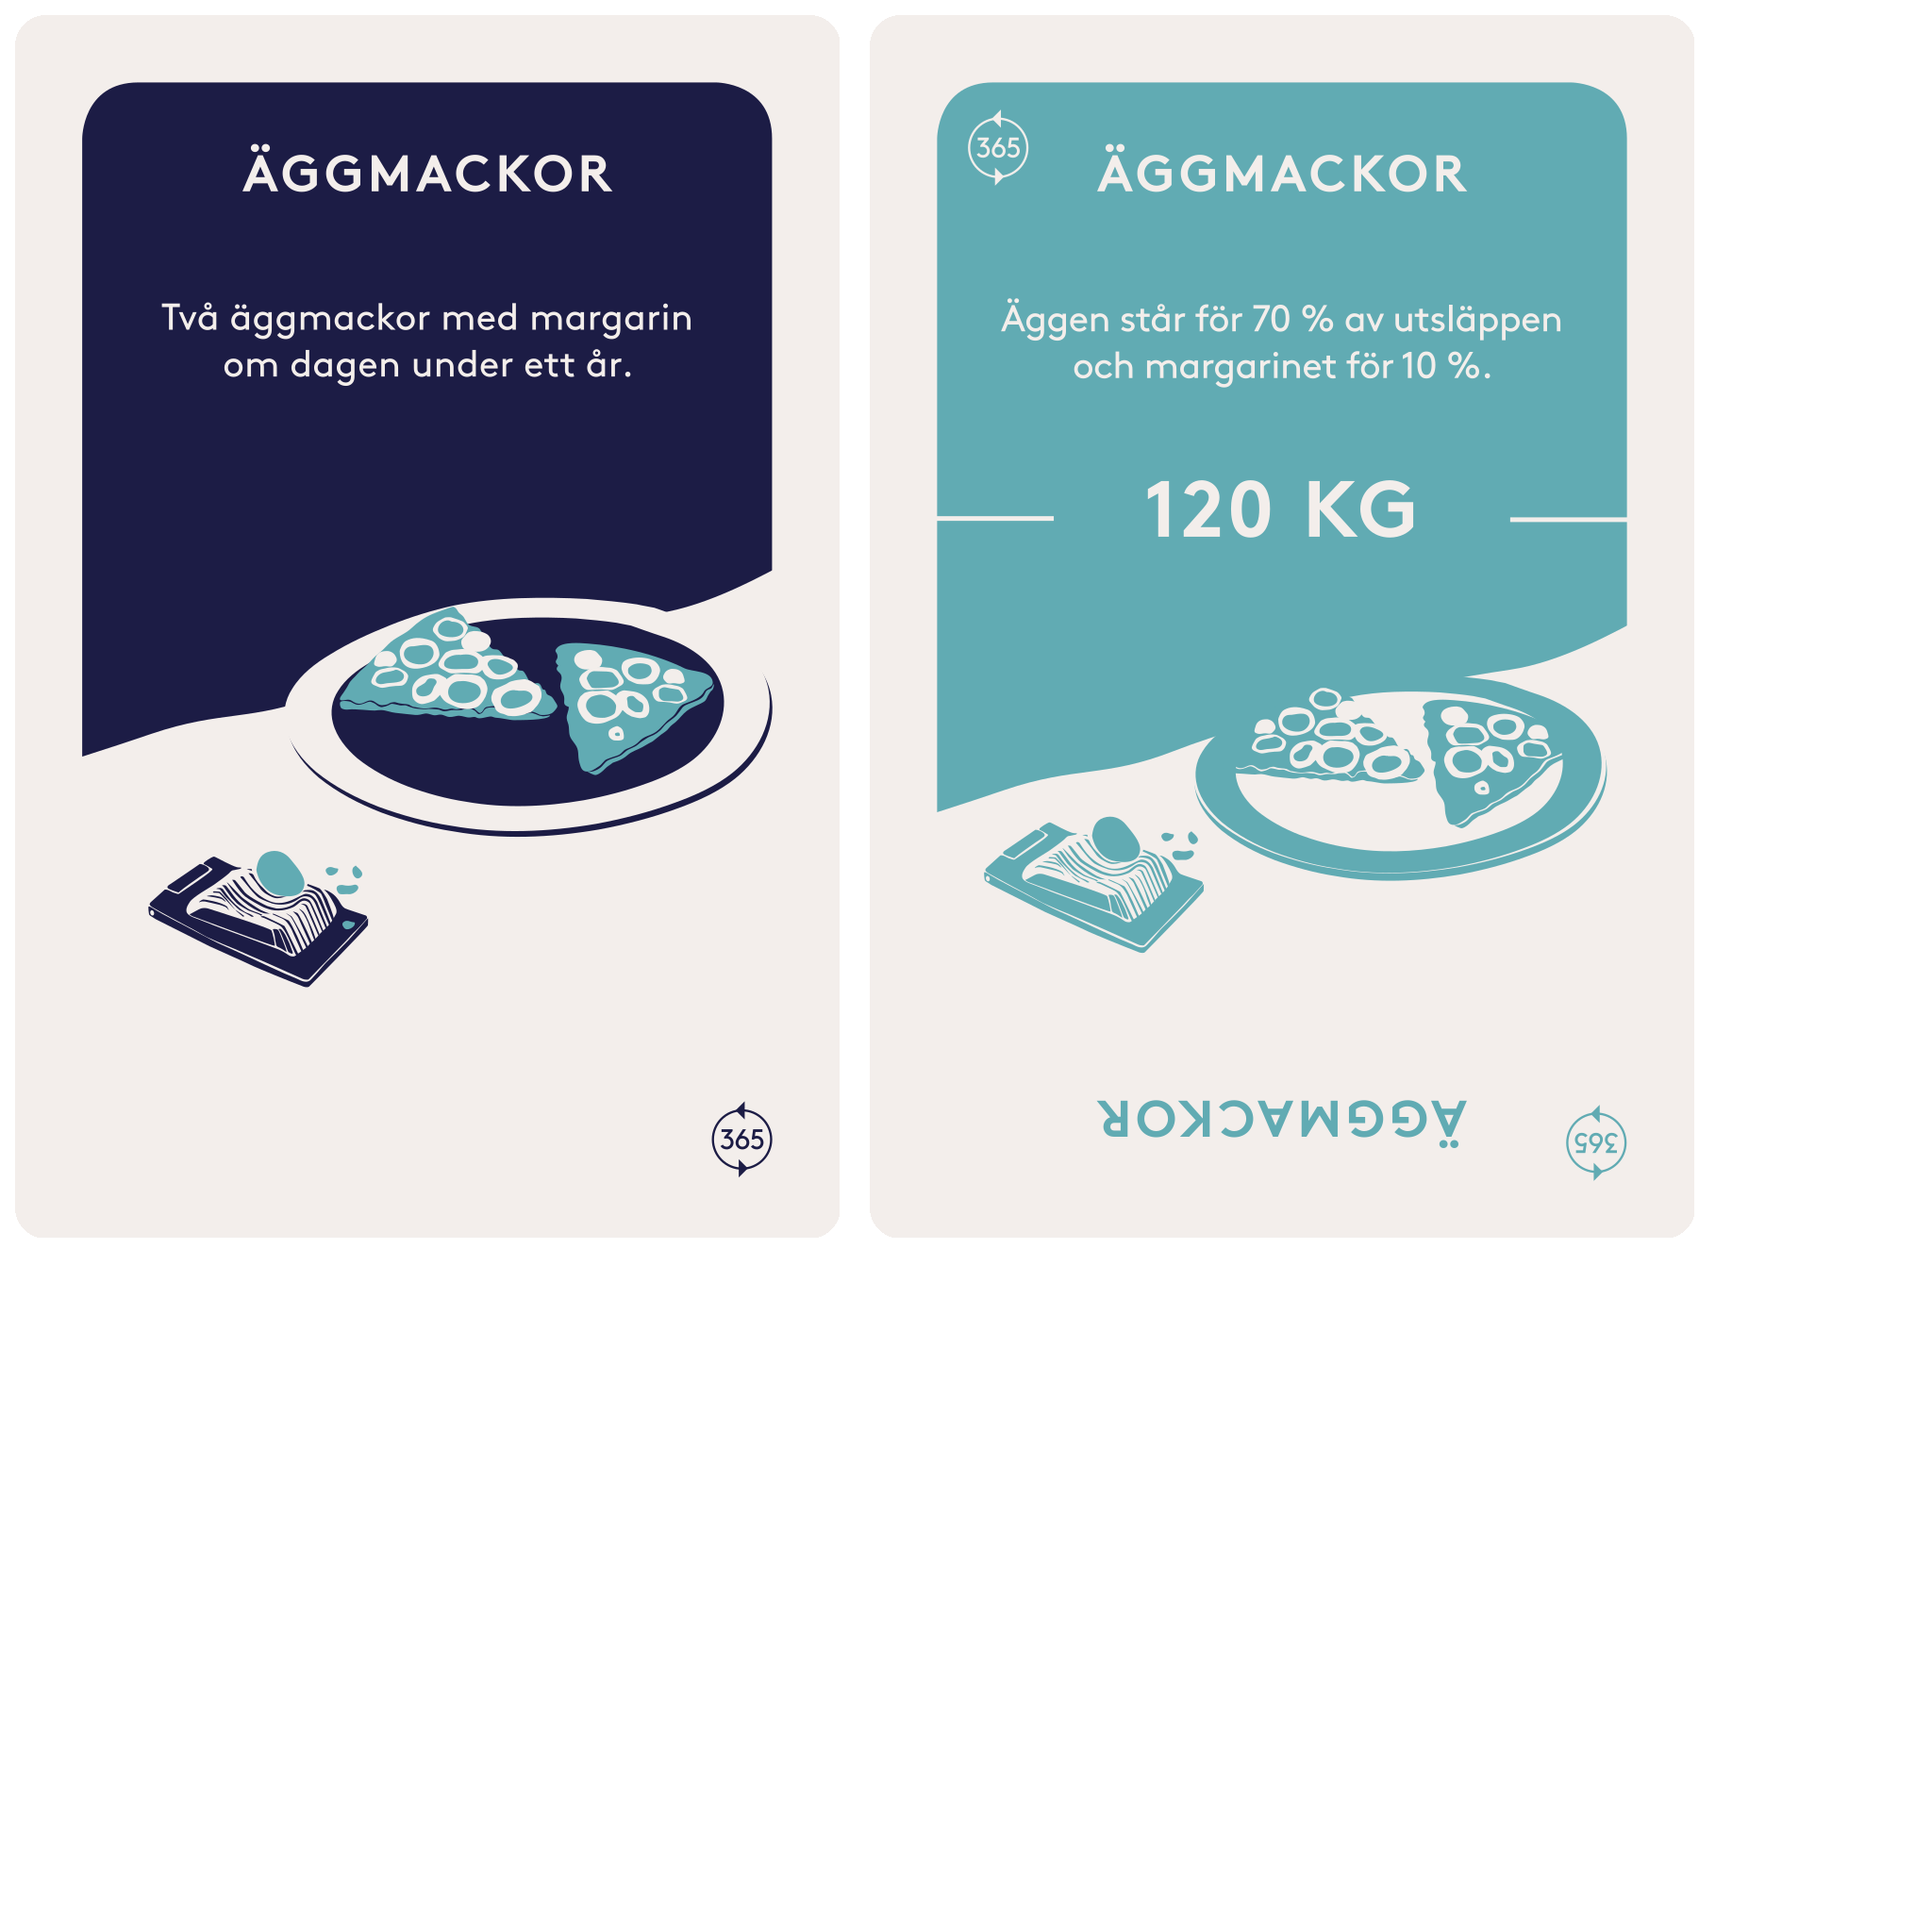 ÄGGMACKOR
Två äggmackor med margarin
om dagen under ett år.
365
365
ÄGGMACKOR
Äggen står för 70 % av utsläppen
och margarinet för 10 %.
120 KG
ÄGGMACKOR
365